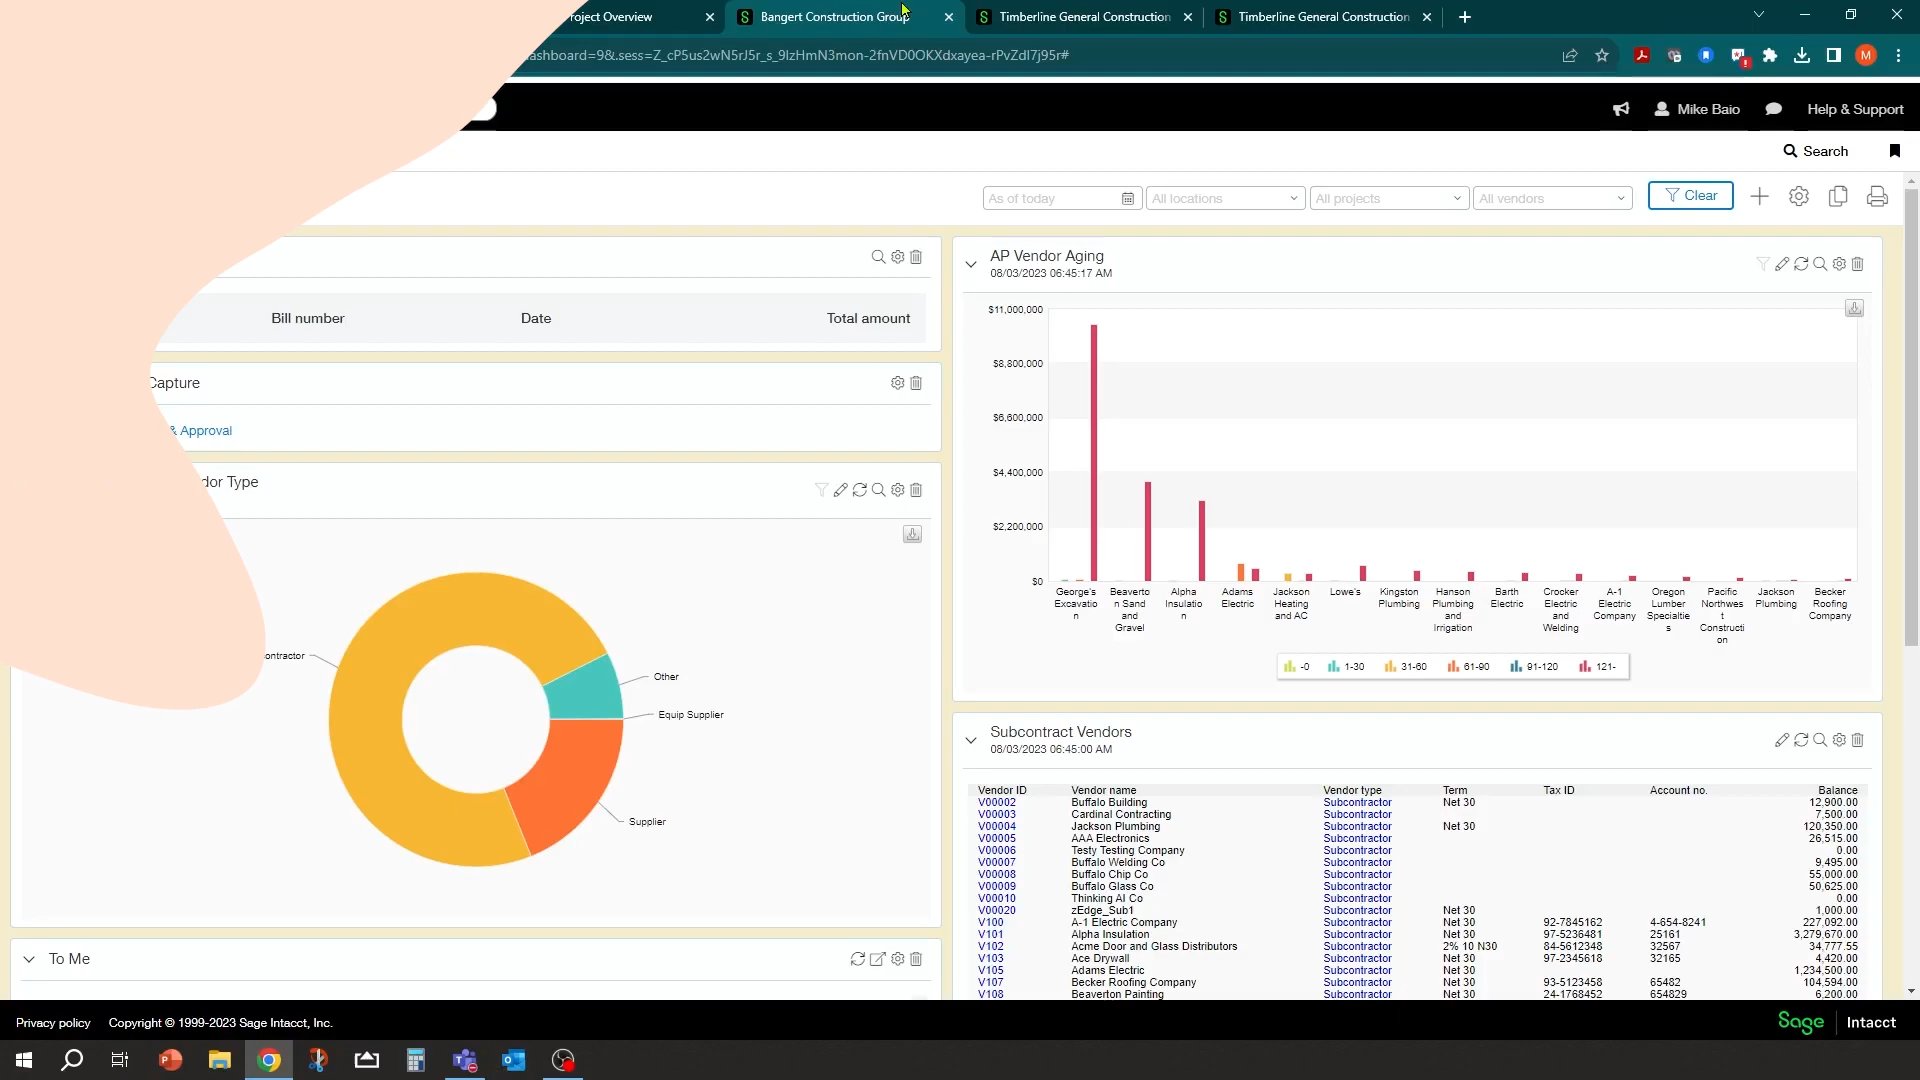 roject Overview
Bangert Construction Group
Timberline General Construction
Timberline General Construction
ashboard=9&.sess=Z_cP5us2wN5rJ5r_s_9lzHmN3mon-2fnVD0OKXdxayea-rPvZdI7j95r#
M
Mike Baio
Help & Support
Search
As of today
All locations
All projects
All vendors
Clear
Bill number
Date
Total amount
Capture
& Approval
dor Type
ontractor
Other
Equip Supplier
Supplier
To Me
AP Vendor Aging
08/03/2023 06:45:17 AM
$11,000,000
$8,800,000
$6,600,000
$4,400,000
$2,200,000
$0
George's Excavatio n
Beaverto n Sand and Gravel
Alpha Insulatio n
Adams Electric
Jackson Heating and AC
Lowe's
Kingston Plumbing
Hanson Plumbing and Irrigation
Barth Electric
Crocker Electric and Welding
A-1 Electric Company
Oregon Lumber Specialtie s
Pacific Northwes t Constructi on
Jackson Plumbing
Becker Roofing Company
-0 1-30 31-60 61-90 91-120 121-
Subcontract Vendors
08/03/2023 06:45:00 AM
Vendor ID Vendor name Vendor type Term Tax ID Account no. Balance
V00002 Buffalo Building Subcontractor Net 30 12,900.00
V00003 Cardinal Contracting Subcontractor 7,500.00
V00004 Jackson Plumbing Subcontractor Net 30 120,350.00
V00005 AAA Electronics Subcontractor 26,515.00
V00006 Testy Testing Company Subcontractor 0.00
V00007 Buffalo Welding Co Subcontractor 9,495.00
V00008 Buffalo Chip Co Subcontractor 55,000.00
V00009 Buffalo Glass Co Subcontractor 50,625.00
V00010 Thinking AI Co Subcontractor 0.00
V00020 zEdge_Sub1 Subcontractor Net 30 1,000.00
V100 A-1 Electric Company Subcontractor Net 30 92-7845162 4-654-8241 227,092.00
V101 Alpha Insulation Subcontractor Net 30 97-5236481 25161 3,279,670.00
V102 Acme Door and Glass Distributors Subcontractor 2% 10 N30 84-5612348 32567 34,777.55
V103 Ace Drywall Subcontractor Net 30 97-2345618 32165 4,420.00
V105 Adams Electric Subcontractor Net 30 1,234,500.00
V107 Becker Roofing Company Subcontractor Net 30 93-5123458 65482 104,594.00
V108 Beaverton Painting Subcontractor Net 30 24-1768452 654829 6,200.00
Privacy policy Copyright © 1999-2023 Sage Intacct, Inc.
Sage Intacct